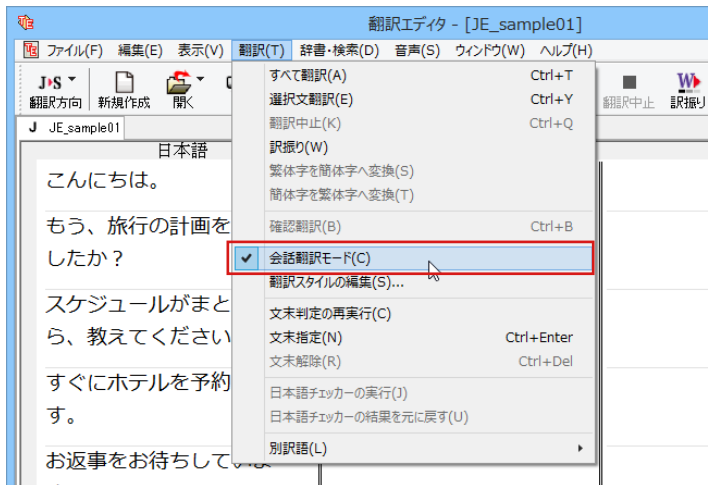 翻訳エディタ - [JE_sample01]
ファイル(F) 編集(E) 表示(V) 翻訳(T) 辞書・検索(D) 音声(S) ウィンドウ(W) ヘルプ(H)
J▸S
翻訳方向 新規作成 開く 翻訳中止 訳振り
J JE_sample01
日本語
こんにちは。
もう、旅行の計画を
したか？
スケジュールがまと
ら、教えてください
すぐにホテルを予約
す。
お返事をお待ちして
すべて翻訳(A) Ctrl+T
選択文翻訳(E) Ctrl+Y
翻訳中止(K) Ctrl+Q
訳振り(W)
繁体字を簡体字へ変換(S)
簡体字を繁体字へ変換(T)
確認翻訳(B) Ctrl+B
会話翻訳モード(C)
翻訳スタイルの編集(S)...
文末判定の再実行(C)
文末指定(N) Ctrl+Enter
文末解除(R) Ctrl+Del
日本語チェッカーの実行(J)
日本語チェッカーの結果を元に戻す(U)
別訳語(L)